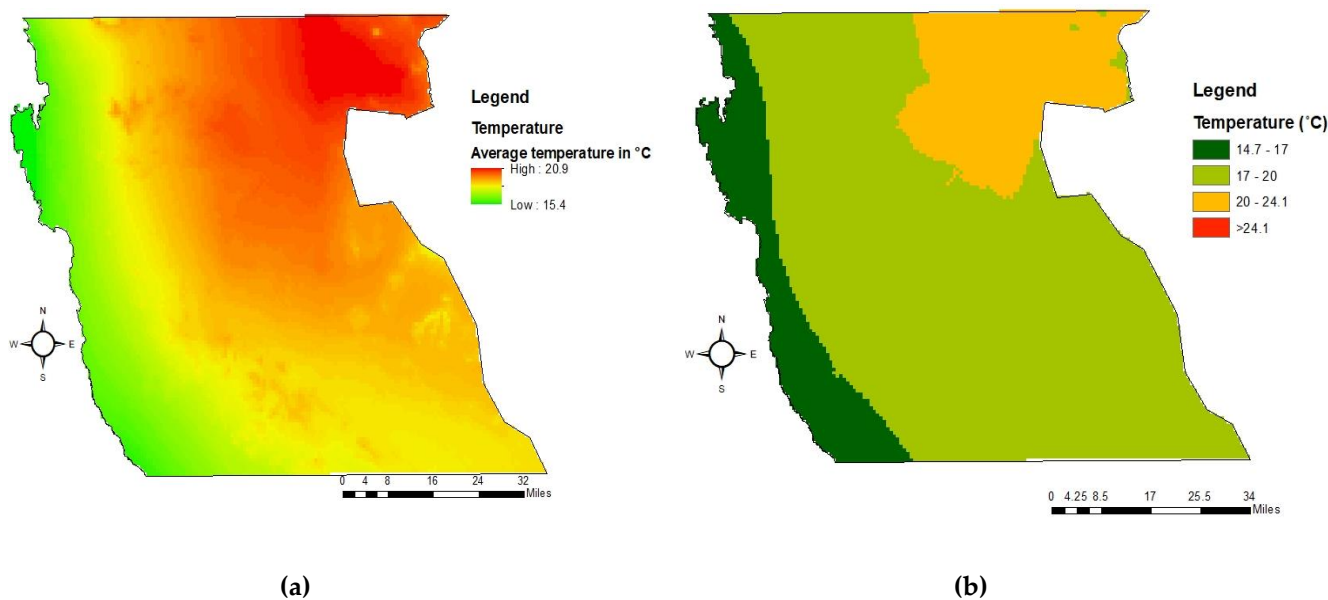 Legend
Temperature
Average temperature in °C
High : 20.9
Low : 15.4
N
W E
S
0 4 8 16 24 32
Miles
(a)
Legend
Temperature (°C)
14.7 - 17
17 - 20
20 - 24.1
>24.1
N
W E
S
0 4.25 8.5 17 25.5 34
Miles
(b)